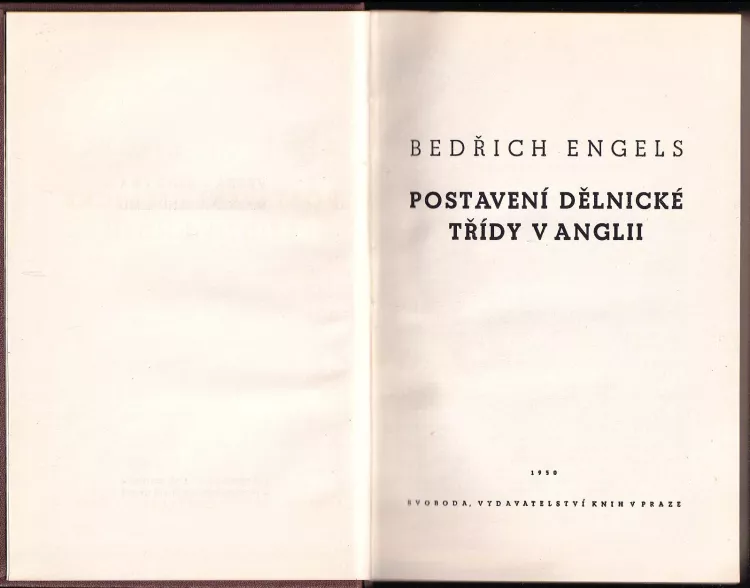 BEDŘICH ENGELS
POSTAVENÍ DĚLNICKÉ
TŘÍDY V ANGLII
1950
SVOBODA, VYDAVATELSTVÍ KNIH V PRAZE